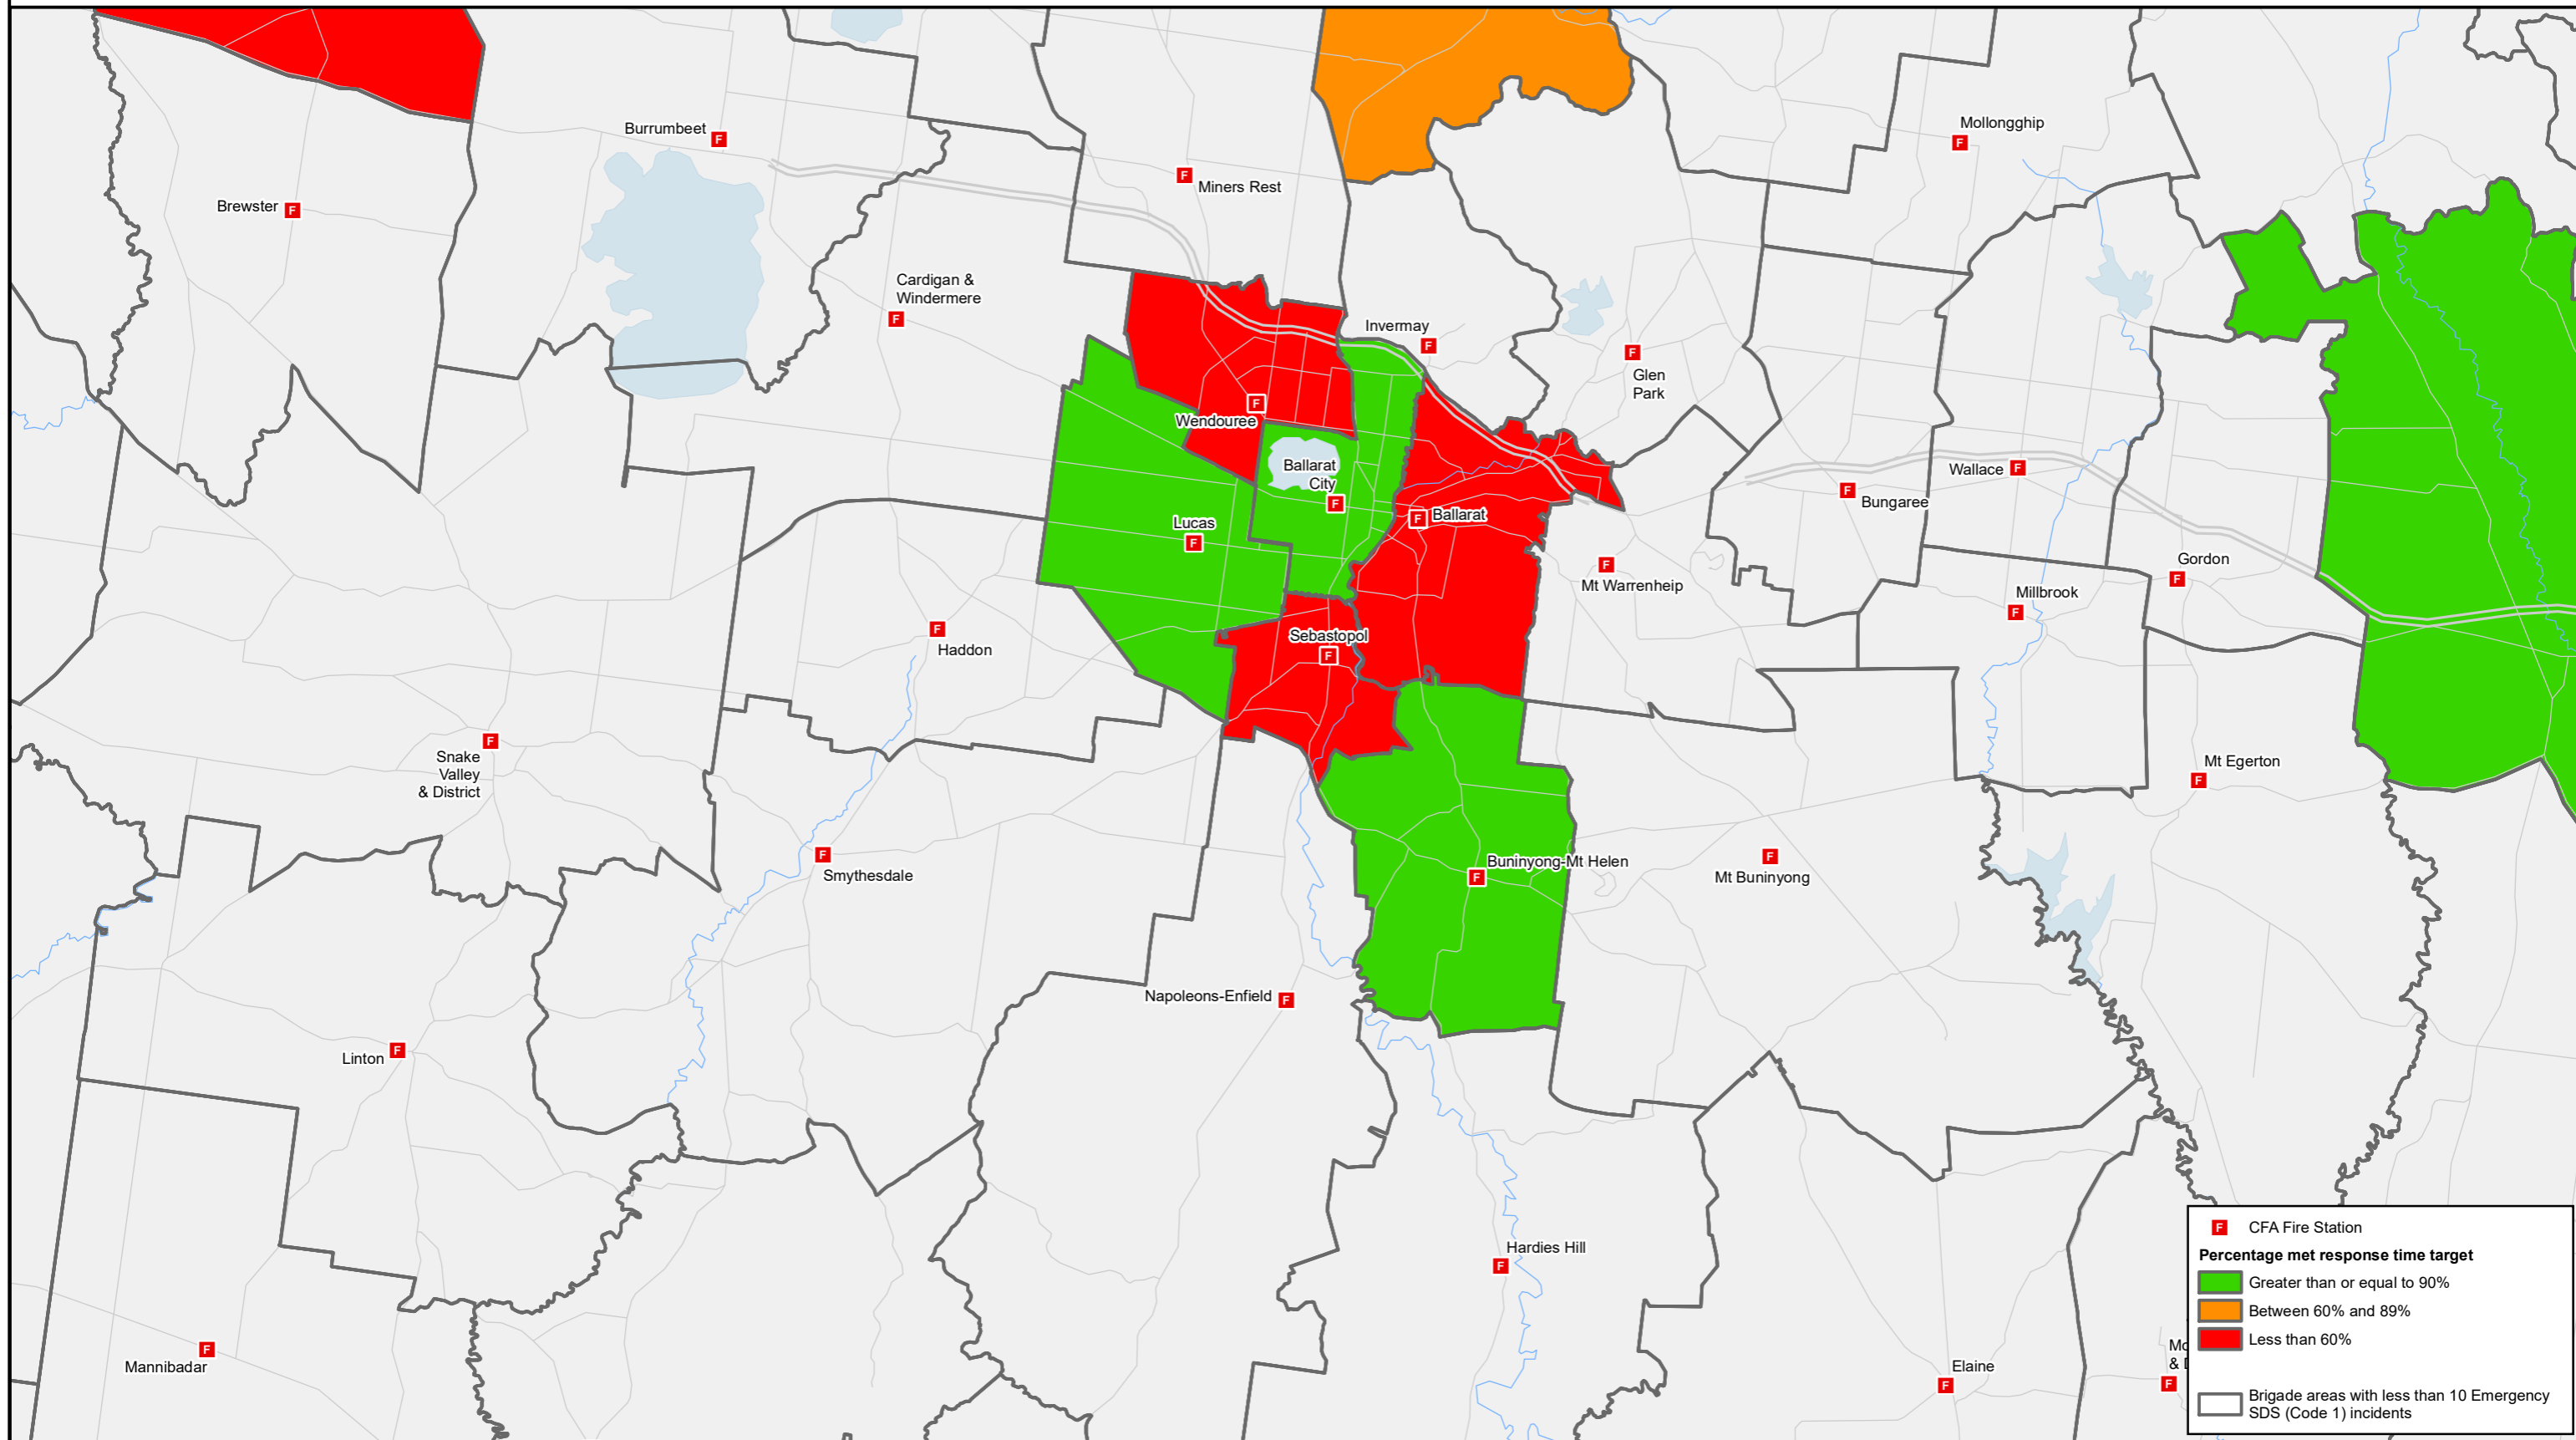 Burrumbeet
F
Mollongghip
F
Miners Rest
F
Brewster
F
Cardigan &
Windermere
F
Invermay
F
F
Glen
Park
F
Wendouree
Ballarat
City
F
Wallace
F
F
Bungaree
Lucas
F
F
Ballarat
F
Mt Warrenheip
Gordon
F
Millbrook
F
F
Haddon
Sebastopol
F
F
Snake
Valley
& District
Mt Egerton
F
F
Smythesdale
Buninyong-Mt Helen
F
F
Mt Buninyong
Napoleons-Enfield
F
Linton
F
Hardies Hill
F
F
Mannibadar
Elaine
F
&
F
F CFA Fire Station
Percentage met response time target
Greater than or equal to 90%
Between 60% and 89%
Less than 60%
Brigade areas with less than 10 Emergency
SDS (Code 1) incidents